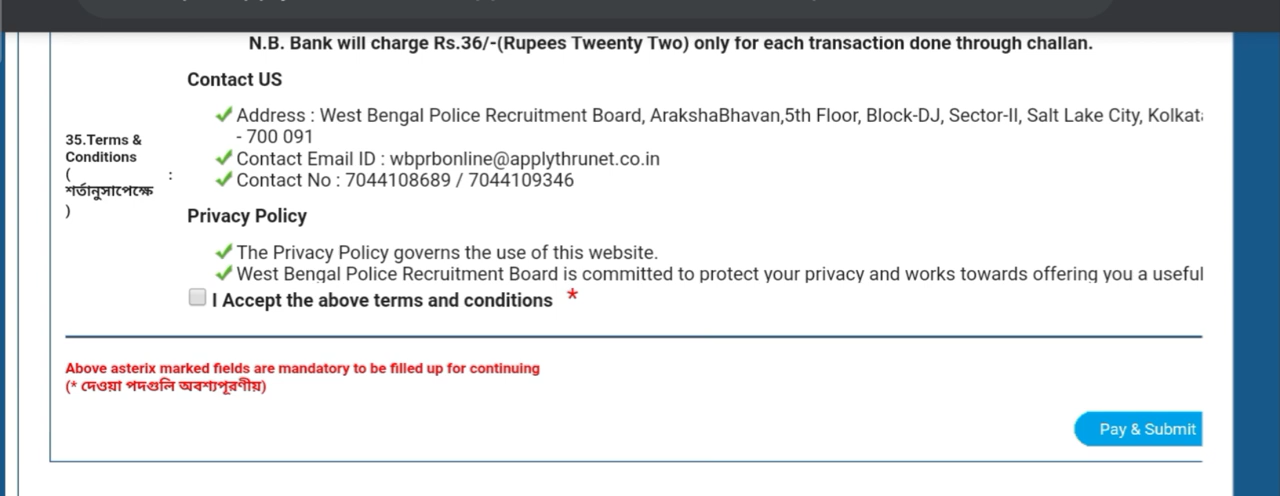 N.B. Bank will charge Rs.36/-(Rupees Tweenty Two) only for each transaction done through challan.
Contact US
Address : West Bengal Police Recruitment Board, ArakshaBhavan,5th Floor, Block-DJ, Sector-II, Salt Lake City,
- 700 091
Contact Email ID : wbprbonline@applythrunet.co.in
Contact No : 7044108689 / 7044109346
35.Terms &
Conditions
( :
শর্তানুসাপেক্ষে
)
Privacy Policy
The Privacy Policy governs the use of this website.
West Bengal Police Recruitment Board is committed to protect your privacy and works towards offering you a useful
I Accept the above terms and conditions *
Above asterix marked fields are mandatory to be filled up for continuing
(* দেওয়া পদগুলি অবশ্যপূরণীয়)
Pay & Submit